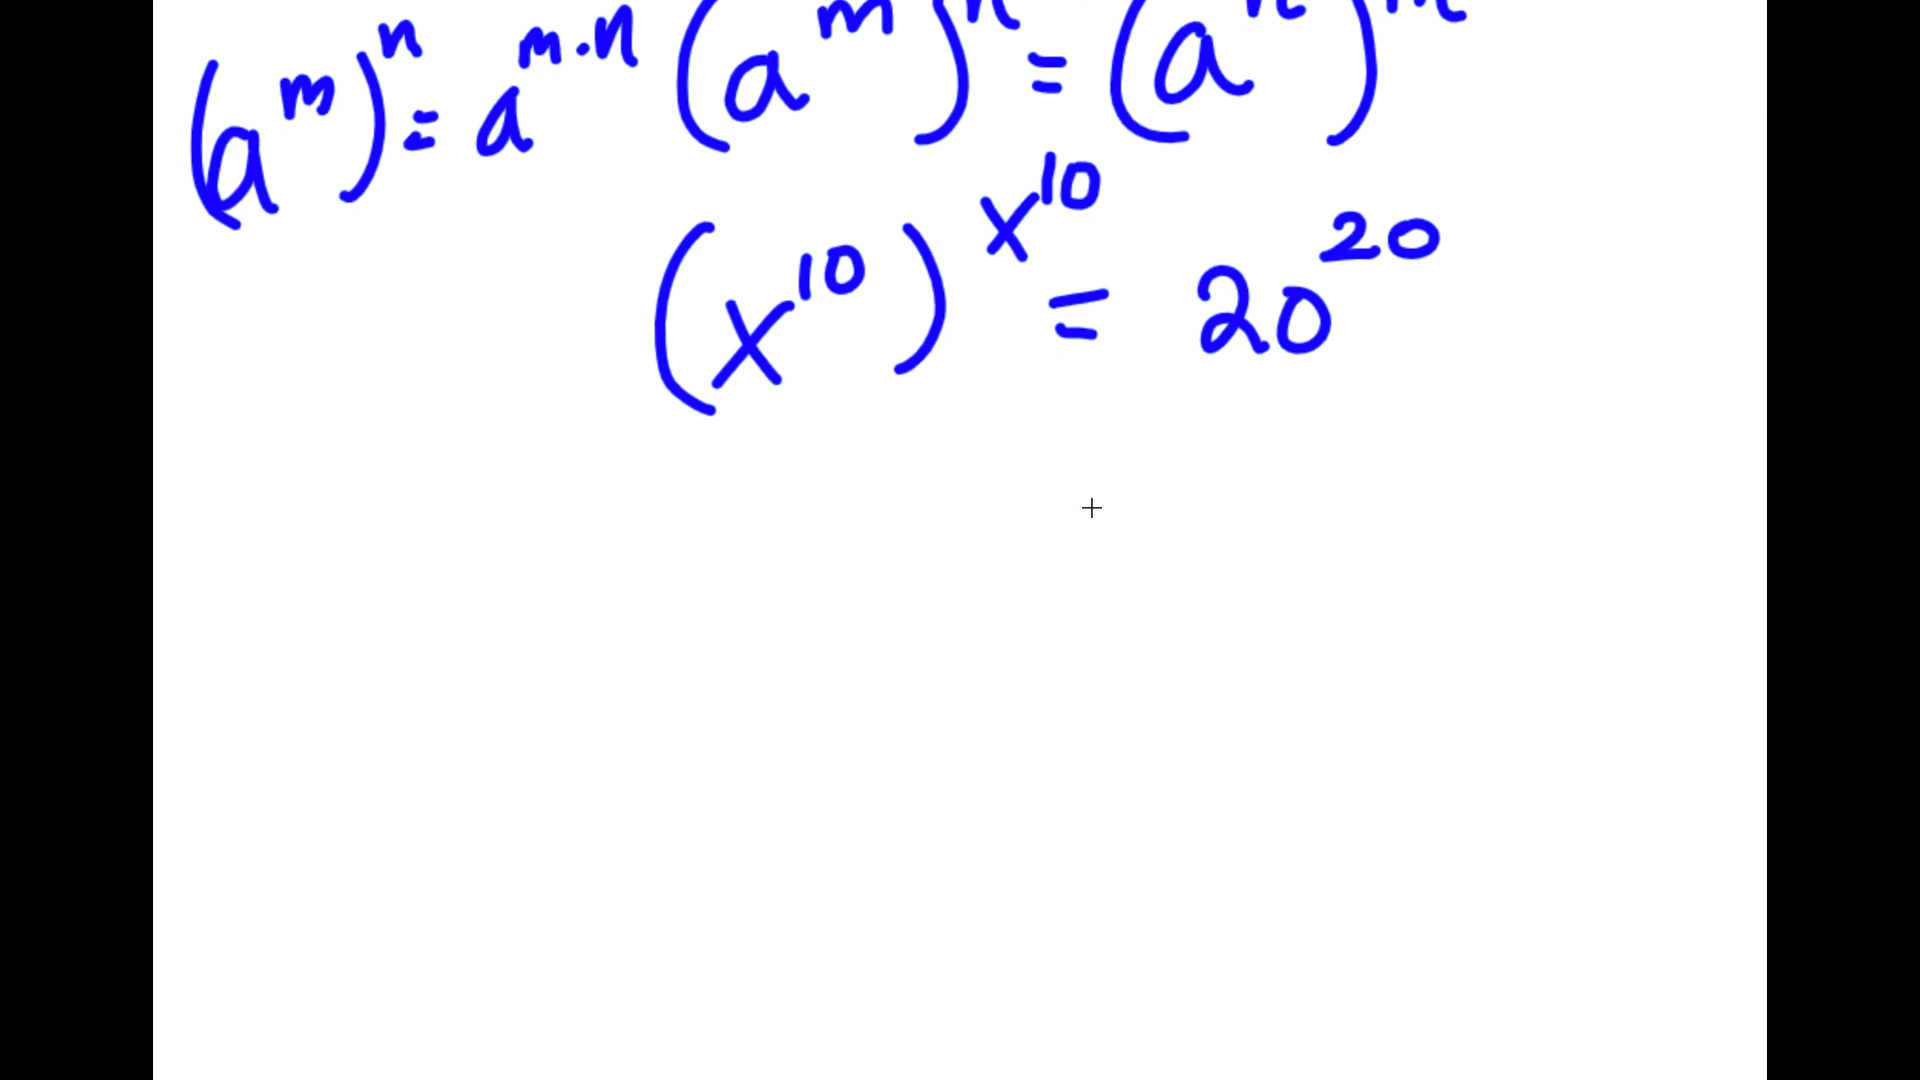 (a^m)^n = a^{m·n} (a^m)^n = (a^n)^m
(x^{10})^{x^{10}} = 20^{20}